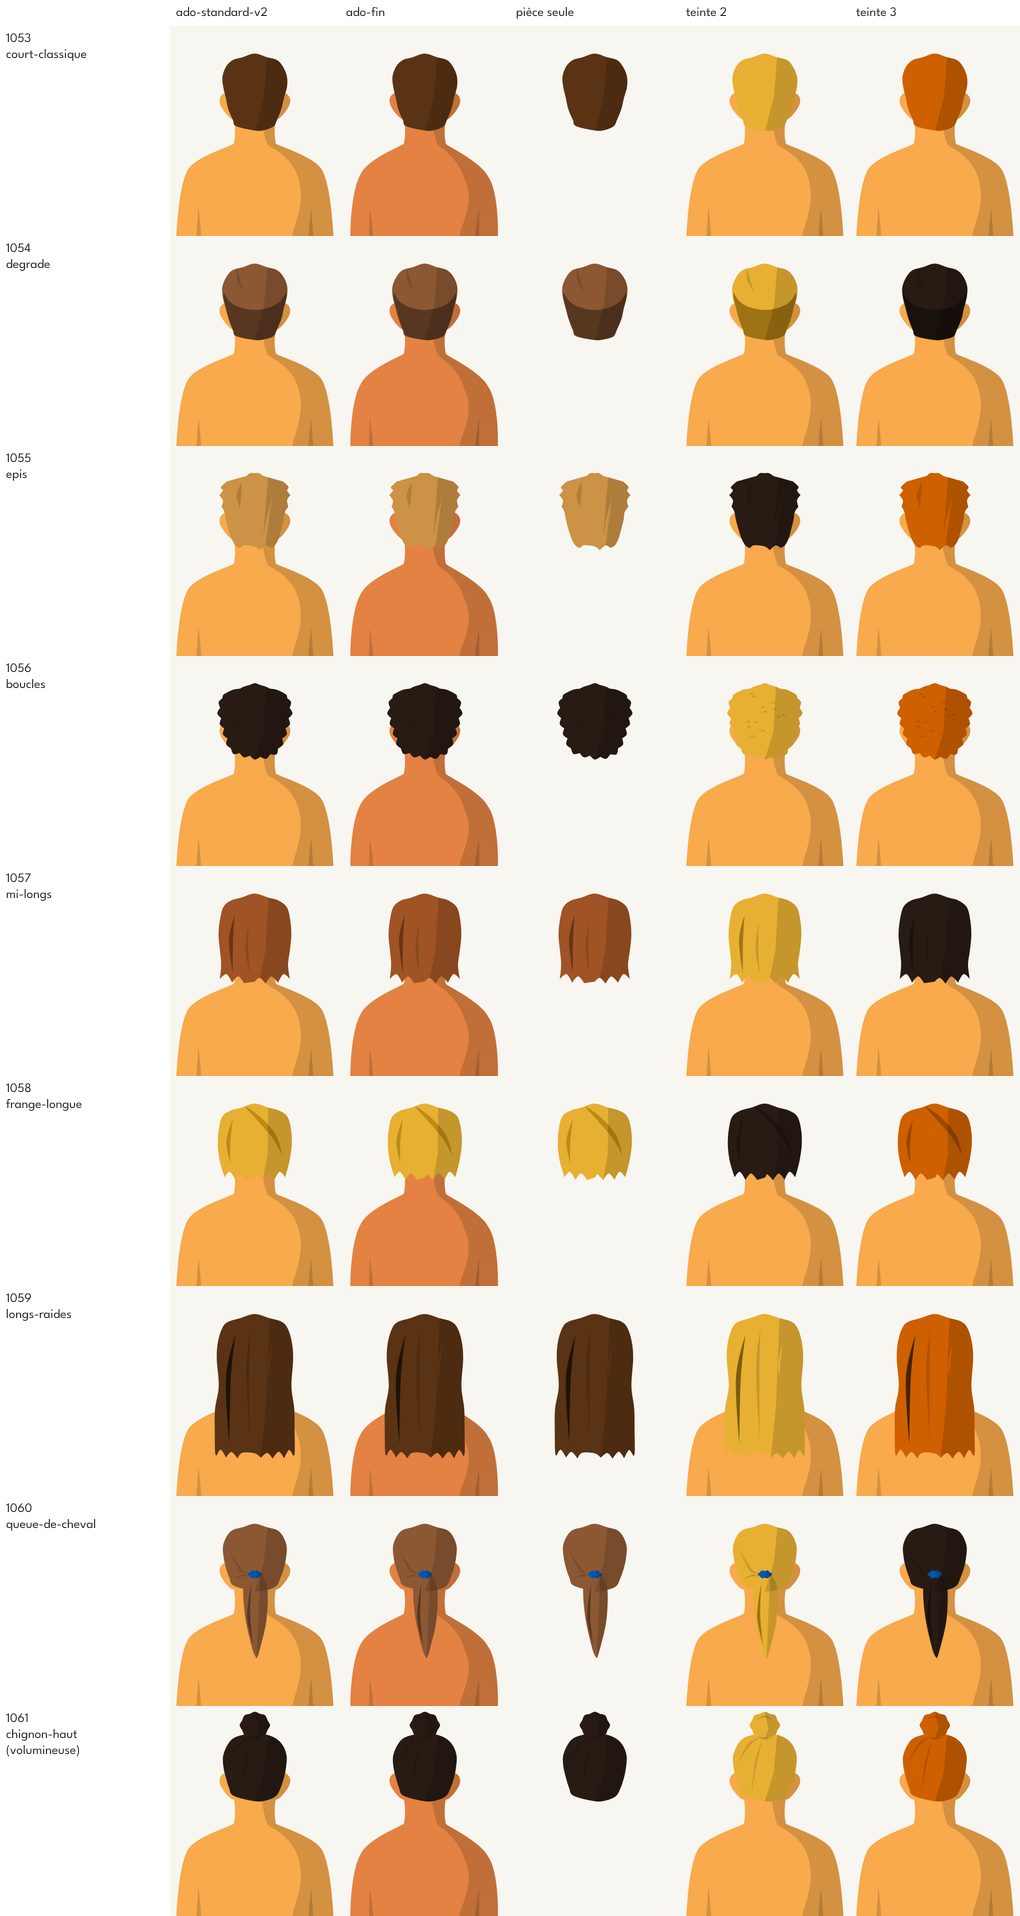 ado-standard-v2 ado-fin pièce seule teinte 2 teinte 3
1053
court-classique
1054
degrade
1055
epis
1056
boucles
1057
mi-longs
1058
frange-longue
1059
longs-raides
1060
queue-de-cheval
1061
chignon-haut
(volumineuse)